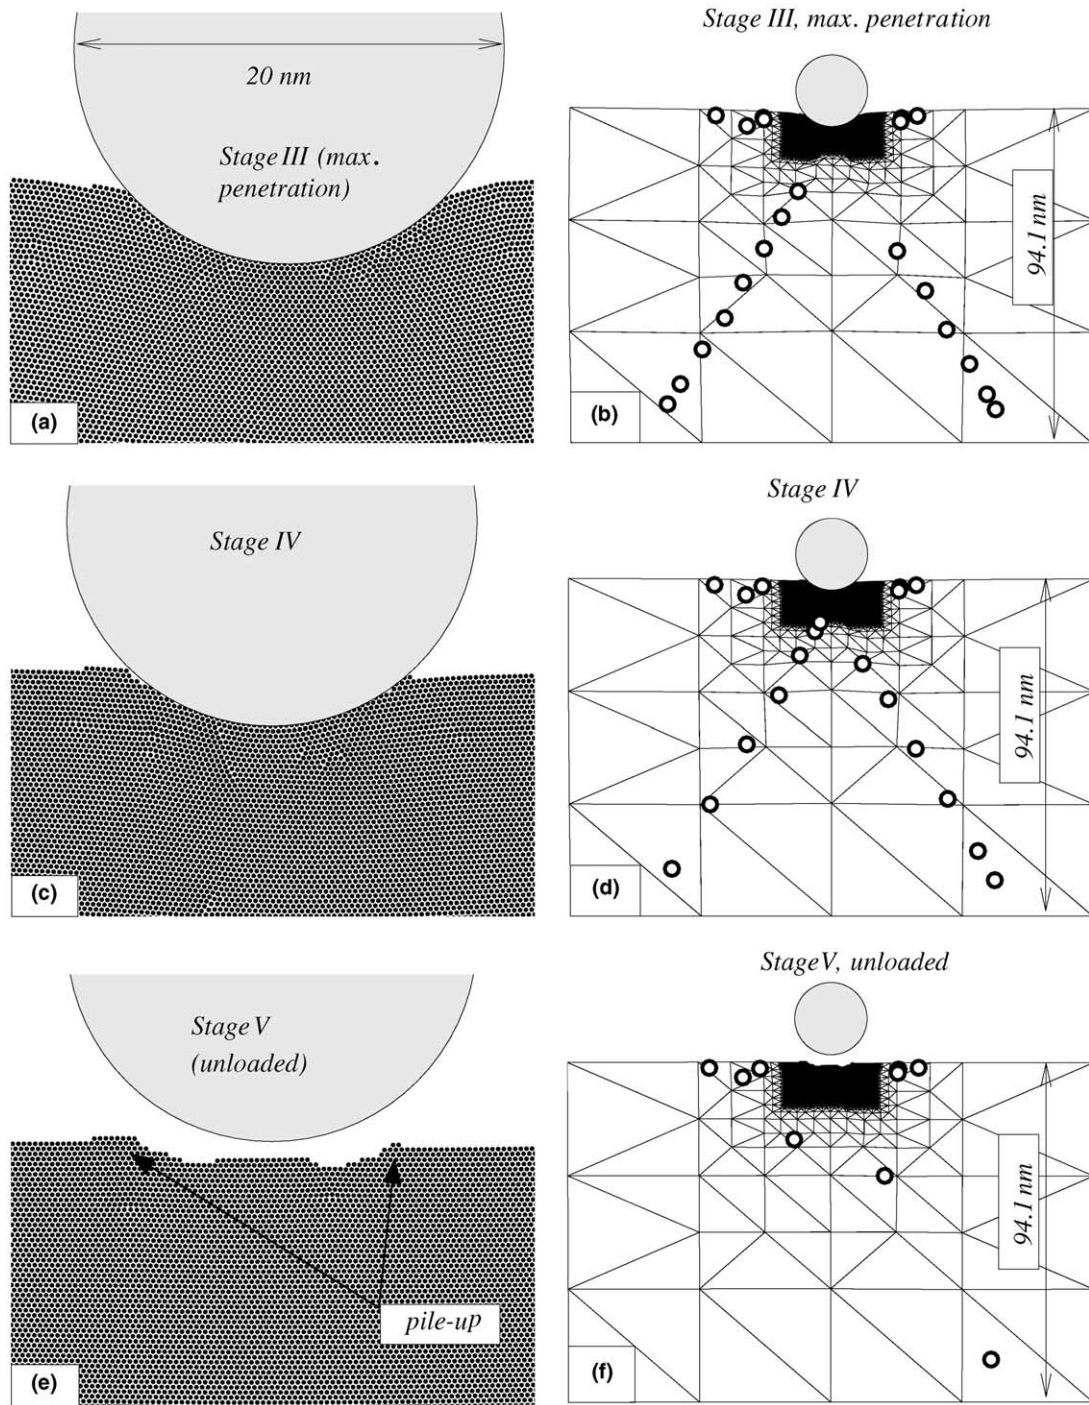 Stage III, max. penetration
20 nm
Stage III (max.
penetration)
94.1 nm
(a)
(b)
Stage IV
Stage IV
94.1 nm
(c)
(d)
Stage V, unloaded
Stage V
(unloaded)
94.1 nm
pile-up
(e)
(f)